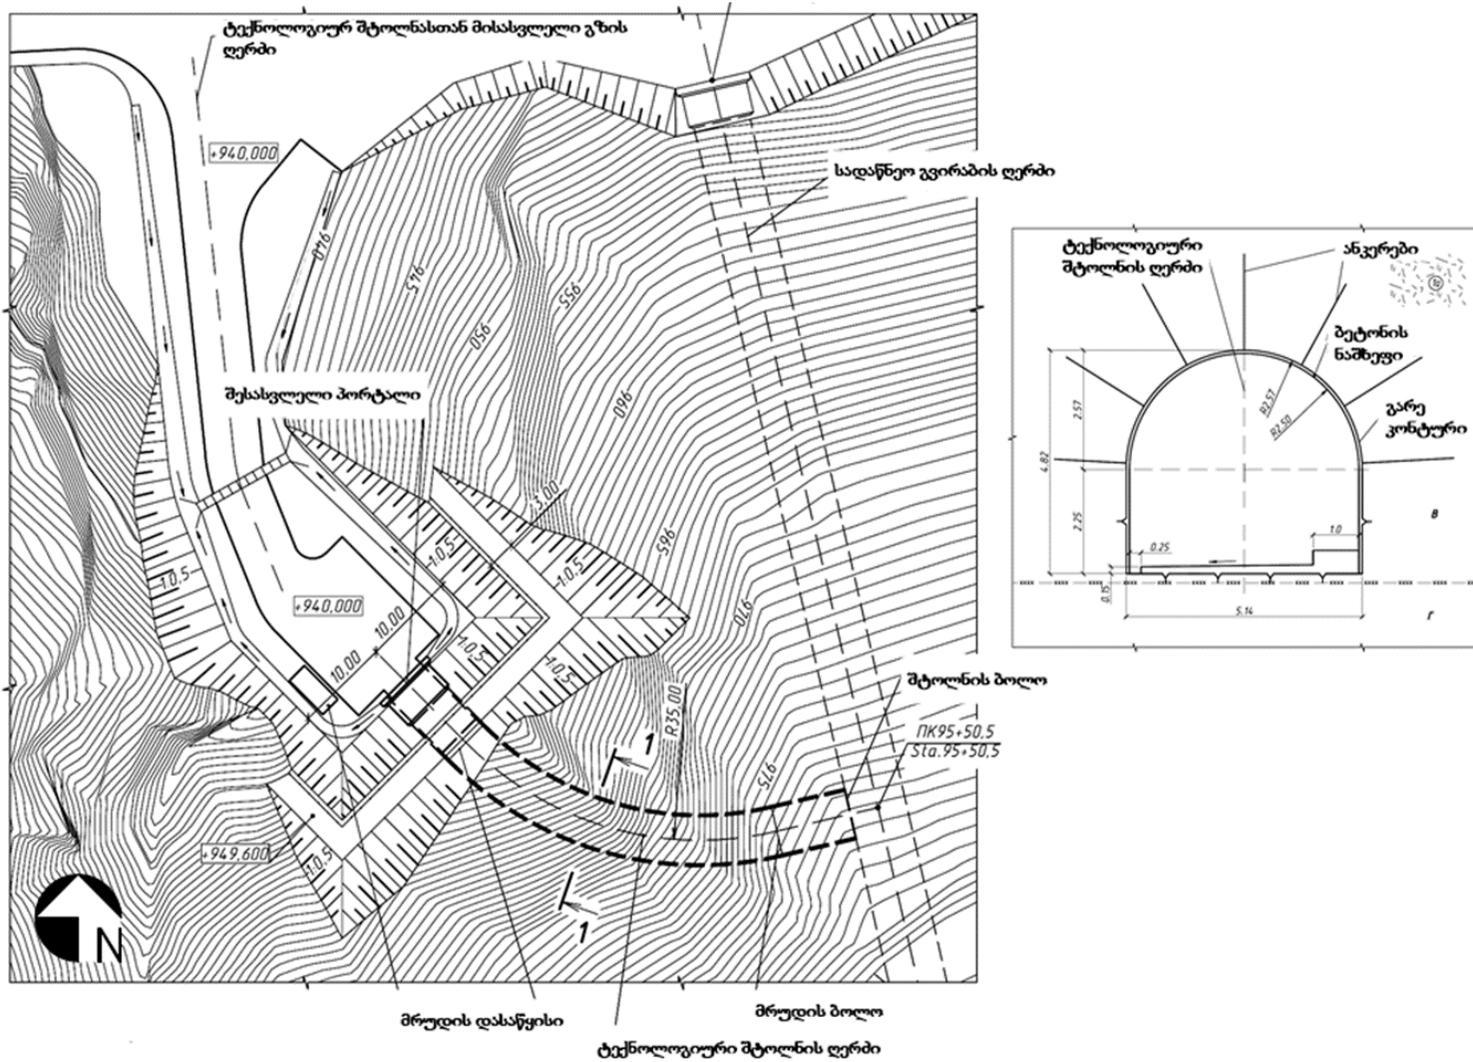 ტექნოლოგიურ შტოლნასთან მისასვლელი გზის
ღერძი
+940,000
სადაწნეო გვირაბის ღერძი
940
945
950
955
960
965
970
975
შესასვლელი პორტალი
3,00
1:0,5
1:0,5
1:0,5
1:0,5
1:0,5
1:0,5
+940,000
10,00
10,00
R35,00
1
1
შტოლნის ბოლო
ПК95+50,5
Sta.95+50,5
+949,600
N
მრუდის დასაწყისი
მრუდის ბოლო
ტექნოლოგიური შტოლნის ღერძი
ტექნოლოგიური
შტოლნის ღერძი
ანკერები
ბეტონის
ნაშხეფი
გარე
კონტური
R2,57
R2,50
2,57
4,82
2,25
0,15
0,25
1,0
5,14
В
Г